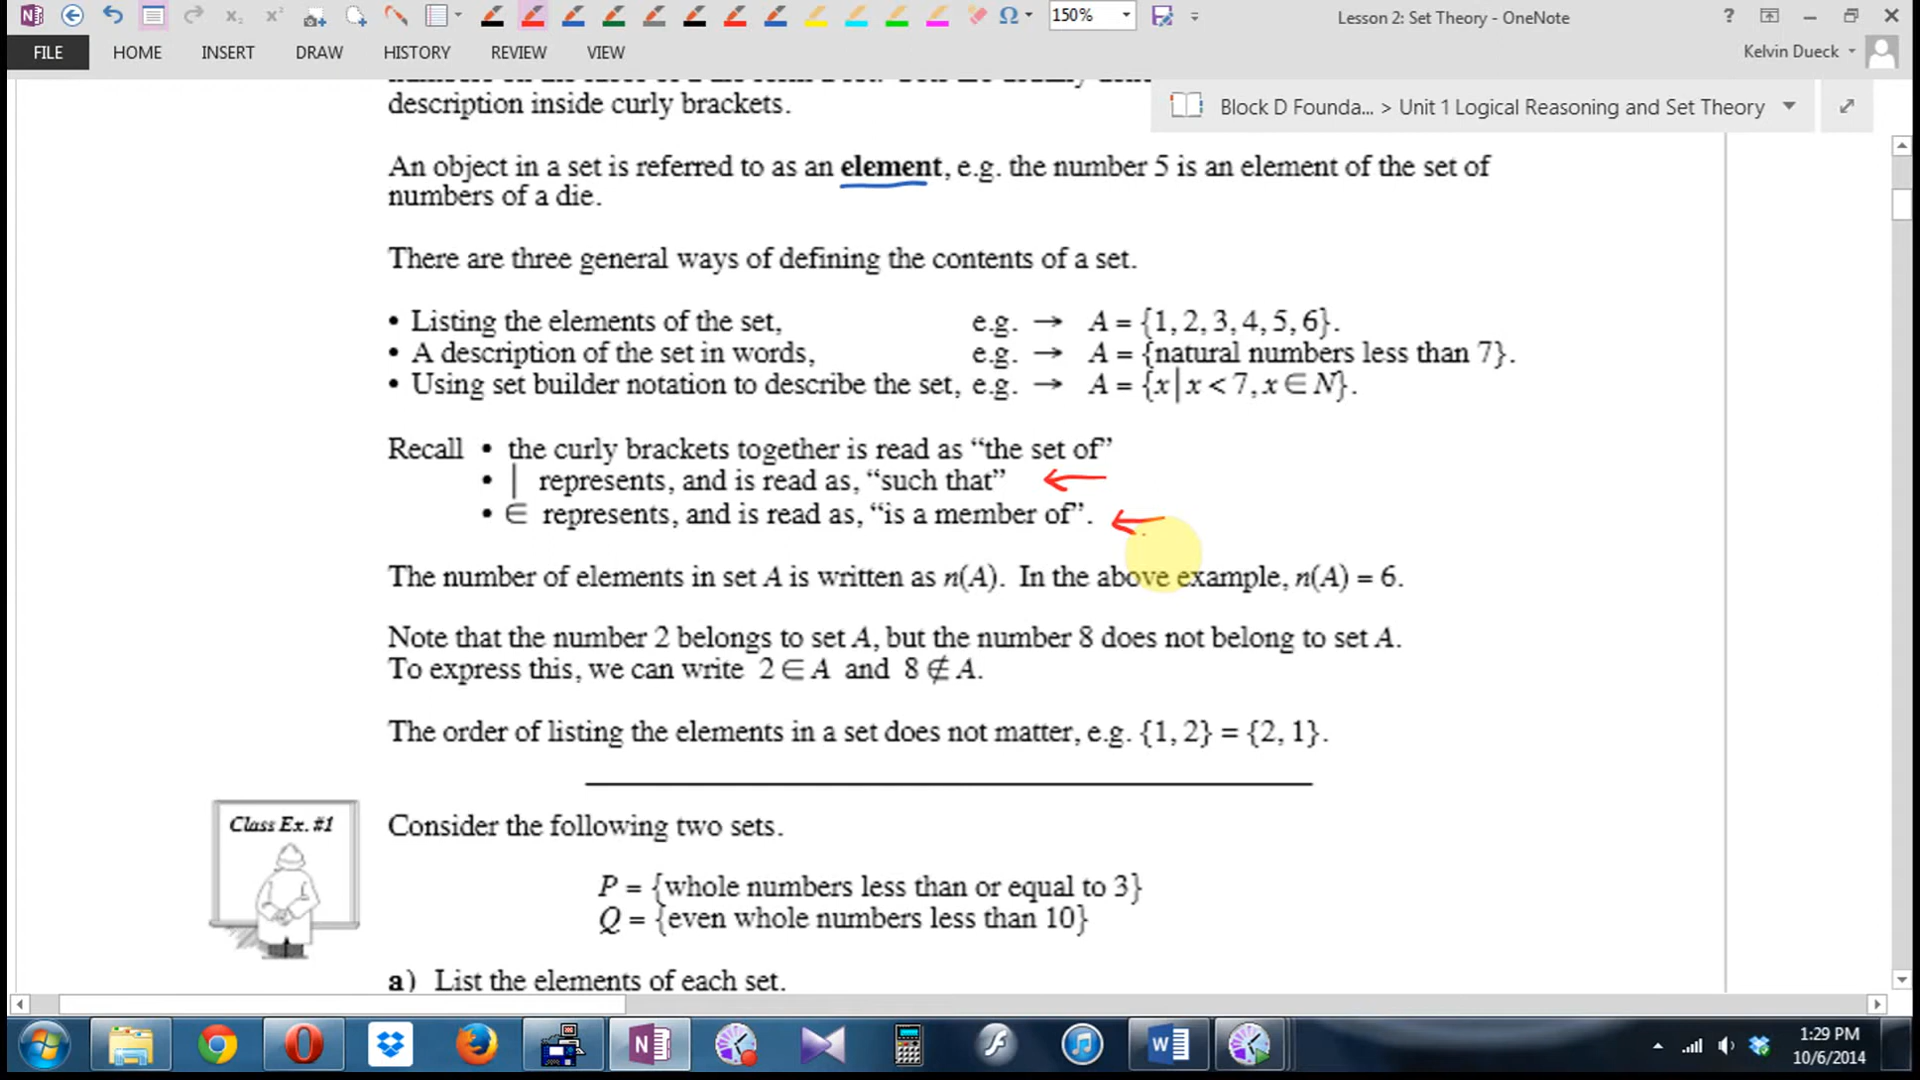 150%
Lesson 2: Set Theory - OneNote
FILE HOME INSERT DRAW HISTORY REVIEW VIEW
Kelvin Dueck
Block D Founda... > Unit 1 Logical Reasoning and Set Theory
description inside curly brackets.
An object in a set is referred to as an element, e.g. the number 5 is an element of the set of
numbers of a die.
There are three general ways of defining the contents of a set.
• Listing the elements of the set, e.g. → A = {1, 2, 3, 4, 5, 6}.
• A description of the set in words, e.g. → A = {natural numbers less than 7}.
• Using set builder notation to describe the set, e.g. → A = {x | x < 7, x ∈ N}.
Recall • the curly brackets together is read as “the set of”
• | represents, and is read as, “such that”
• ∈ represents, and is read as, “is a member of”.
The number of elements in set A is written as n(A). In the above example, n(A) = 6.
Note that the number 2 belongs to set A, but the number 8 does not belong to set A.
To express this, we can write 2 ∈ A and 8 ∉ A.
The order of listing the elements in a set does not matter, e.g. {1, 2} = {2, 1}.
Class Ex. #1
Consider the following two sets.
P = {whole numbers less than or equal to 3}
Q = {even whole numbers less than 10}
a) List the elements of each set.
1:29 PM
10/6/2014